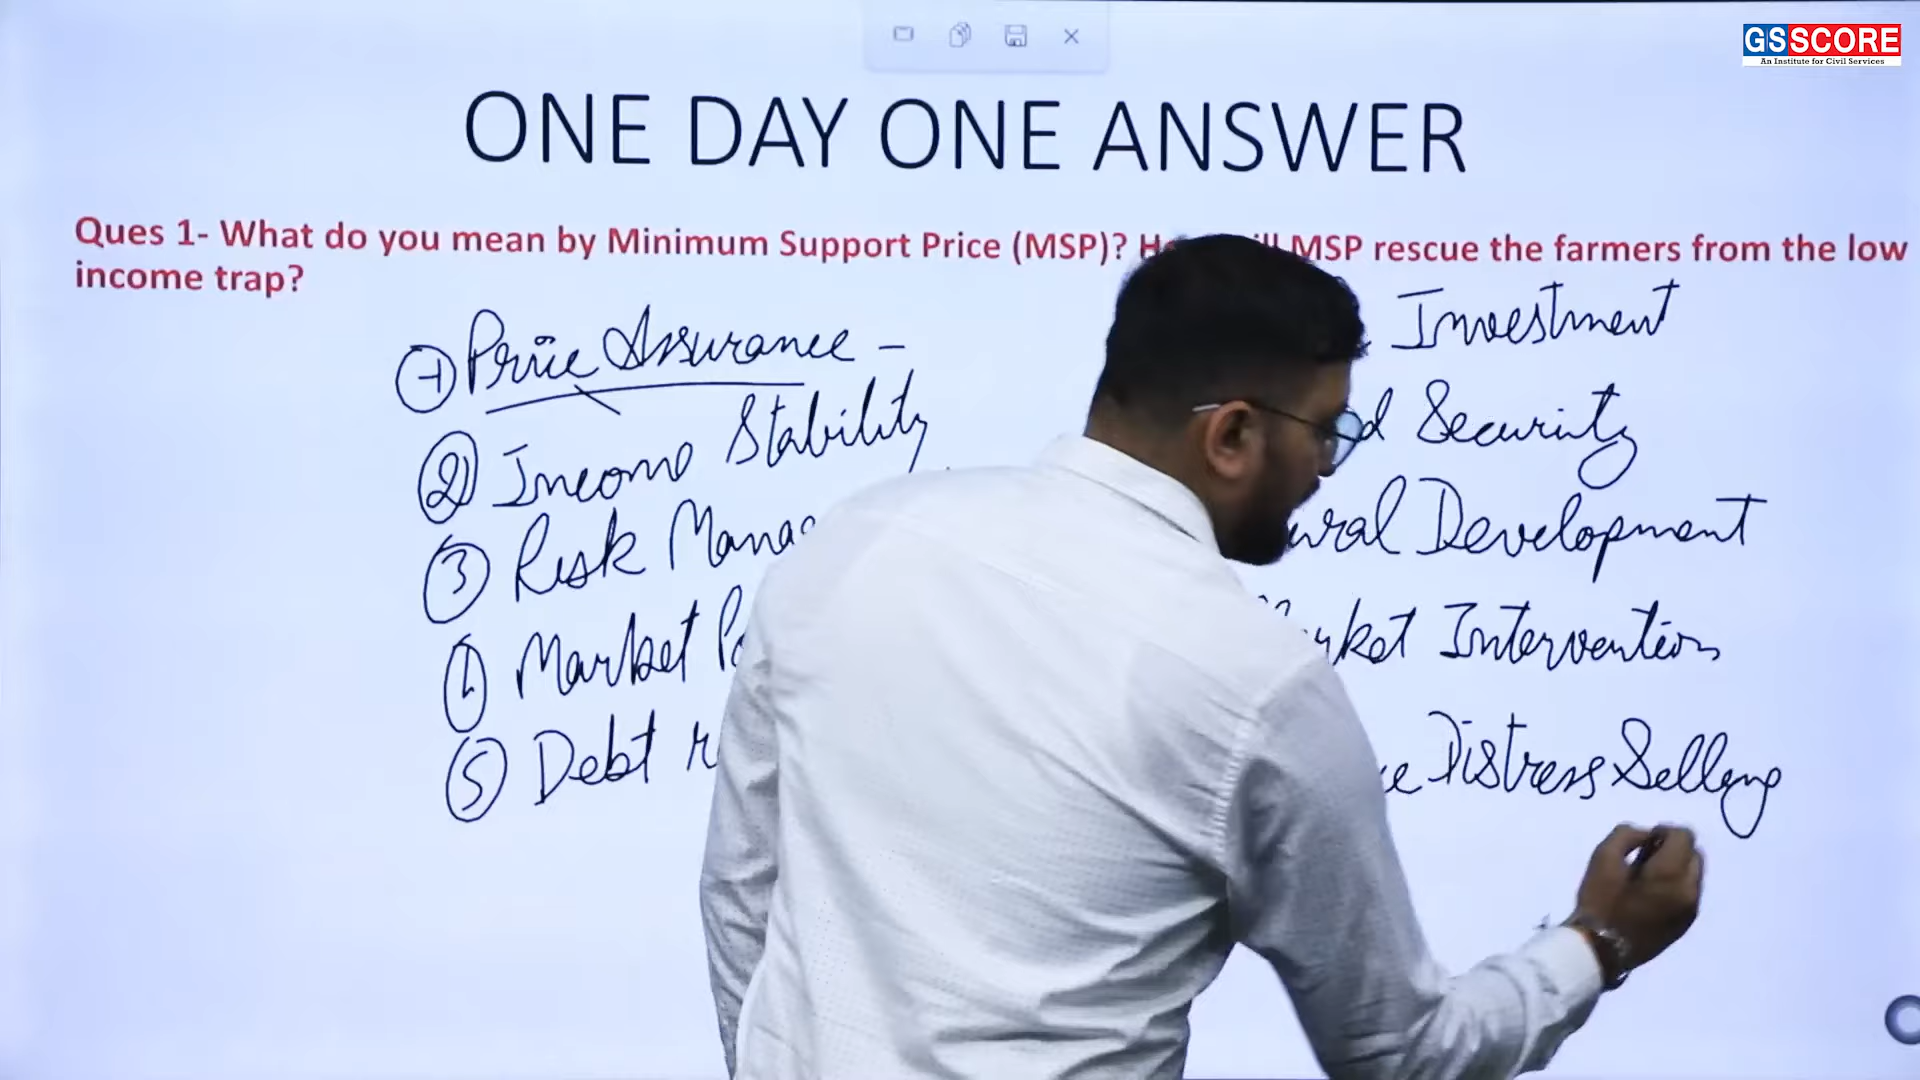 GSSCORE
An Institute for Civil Services
ONE DAY ONE ANSWER
Ques 1- What do you mean by Minimum Support Price (MSP)? MSP rescue the farmers from the low
income trap?
① Price Assurance -
② Income Stability
③ Risk
④ Market
⑤ Debt
Investment
Security
Development
Intervention
Distress Selling